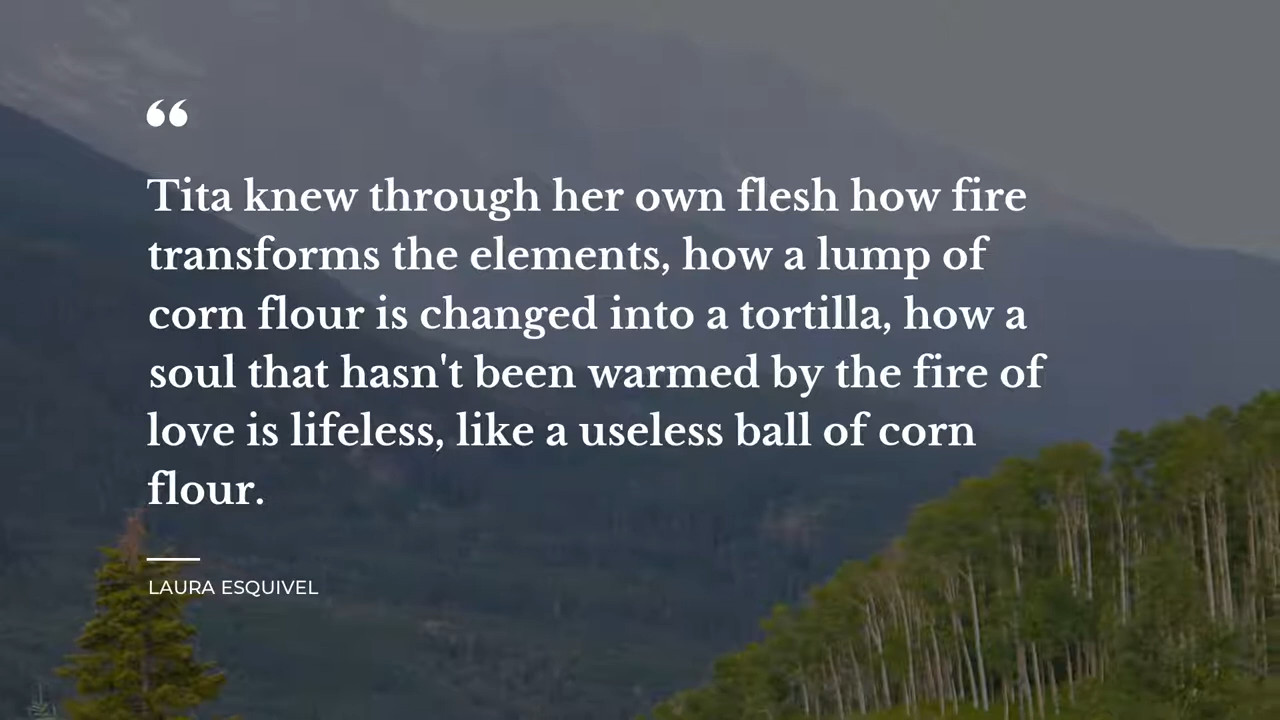 “
Tita knew through her own flesh how fire
transforms the elements, how a lump of
corn flour is changed into a tortilla, how a
soul that hasn't been warmed by the fire of
love is lifeless, like a useless ball of corn
flour.
LAURA ESQUIVEL